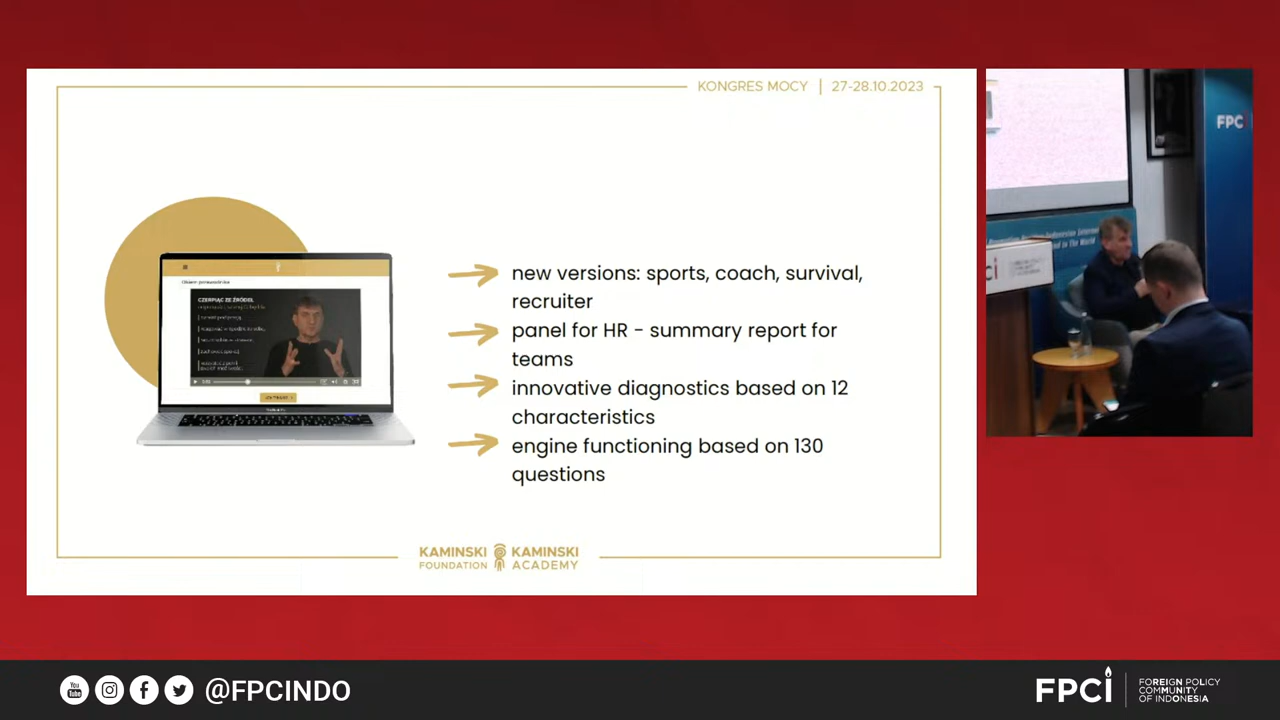 KONGRES MOCY | 27-28.10.2023
CZERPIĄC ZE ŹRÓDEŁ
new versions: sports, coach, survival,
recruiter
panel for HR - summary report for
teams
innovative diagnostics based on 12
characteristics
engine functioning based on 130
questions
KAMINSKI FOUNDATION
KAMINSKI ACADEMY
FPCI
@FPCINDO
FPCI
FOREIGN POLICY
COMMUNITY
OF INDONESIA